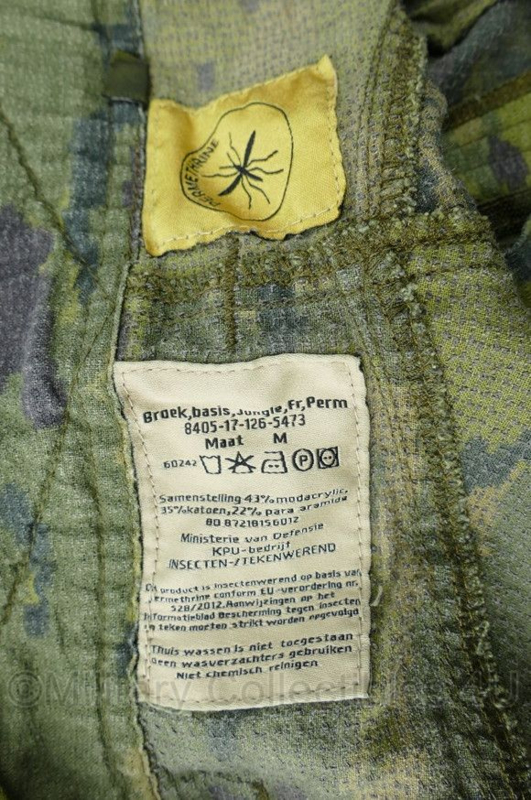 PERMETHRINE
Broek,basis,Jungle,Fr,Perm
8405-17-126-5473
Maat M
60242
Samenstelling 43% modacrylic,
35%katoen,22% para aramide
BO 87218156012
Ministerie van Defensie
KPU-bedrijf
INSECTEN-/TEKENWEREND
Dit product is insectenwerend op basis van
permethrine conform EU-verordening nr.
528/2012.Aanwijzingen op het
informatieblad Bescherming tegen insecten
en teken moeten strikt worden opgevolgd
Thuis wassen is niet toegestaan
Geen wasverzachters gebruiken
Niet chemisch reinigen
©Military Collectibles4U